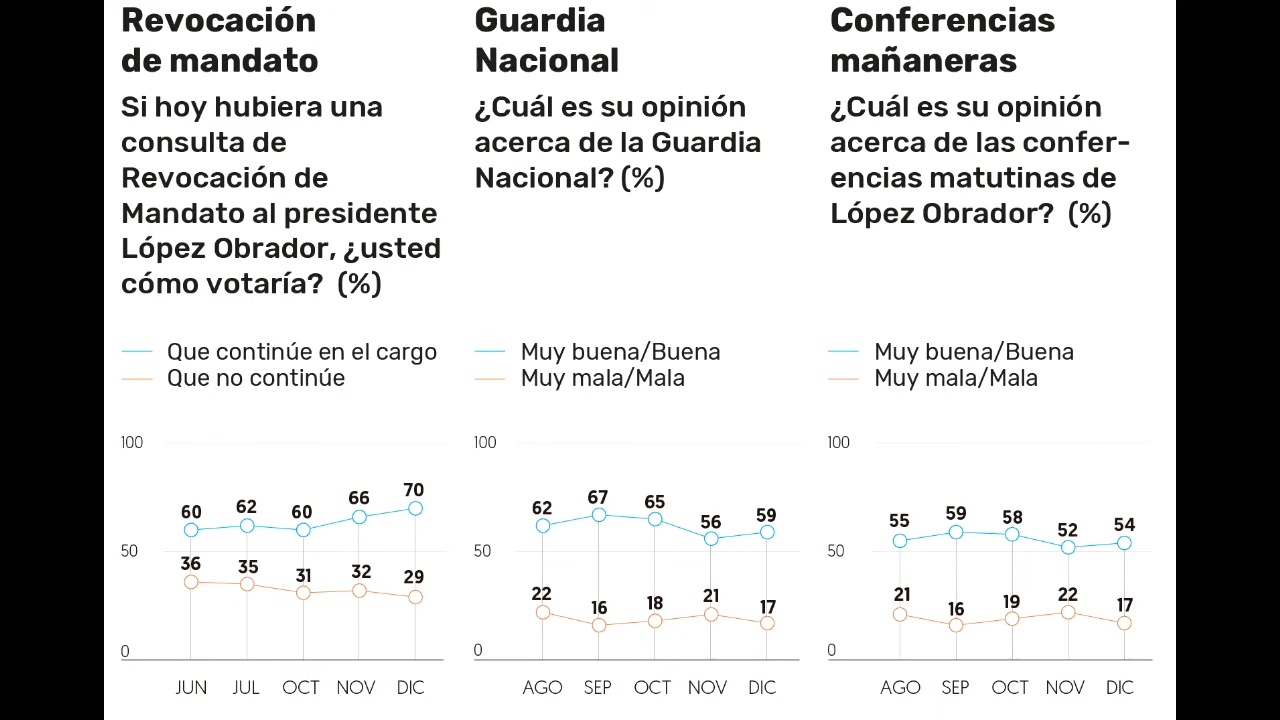 Revocación
de mandato
Si hoy hubiera una
consulta de
Revocación de
Mandato al presidente
López Obrador, ¿usted
cómo votaría? (%)
Que continúe en el cargo
Que no continúe
100
50
0
60 62 60 66 70
36 35 31 32 29
JUN JUL OCT NOV DIC
Guardia
Nacional
¿Cuál es su opinión
acerca de la Guardia
Nacional? (%)
Muy buena/Buena
Muy mala/Mala
100
50
0
62 67 65 56 59
22 16 18 21 17
AGO SEP OCT NOV DIC
Conferencias
mañaneras
¿Cuál es su opinión
acerca de las confer-
encias matutinas de
López Obrador? (%)
Muy buena/Buena
Muy mala/Mala
100
50
0
55 59 58 52 54
21 16 19 22 17
AGO SEP OCT NOV DIC